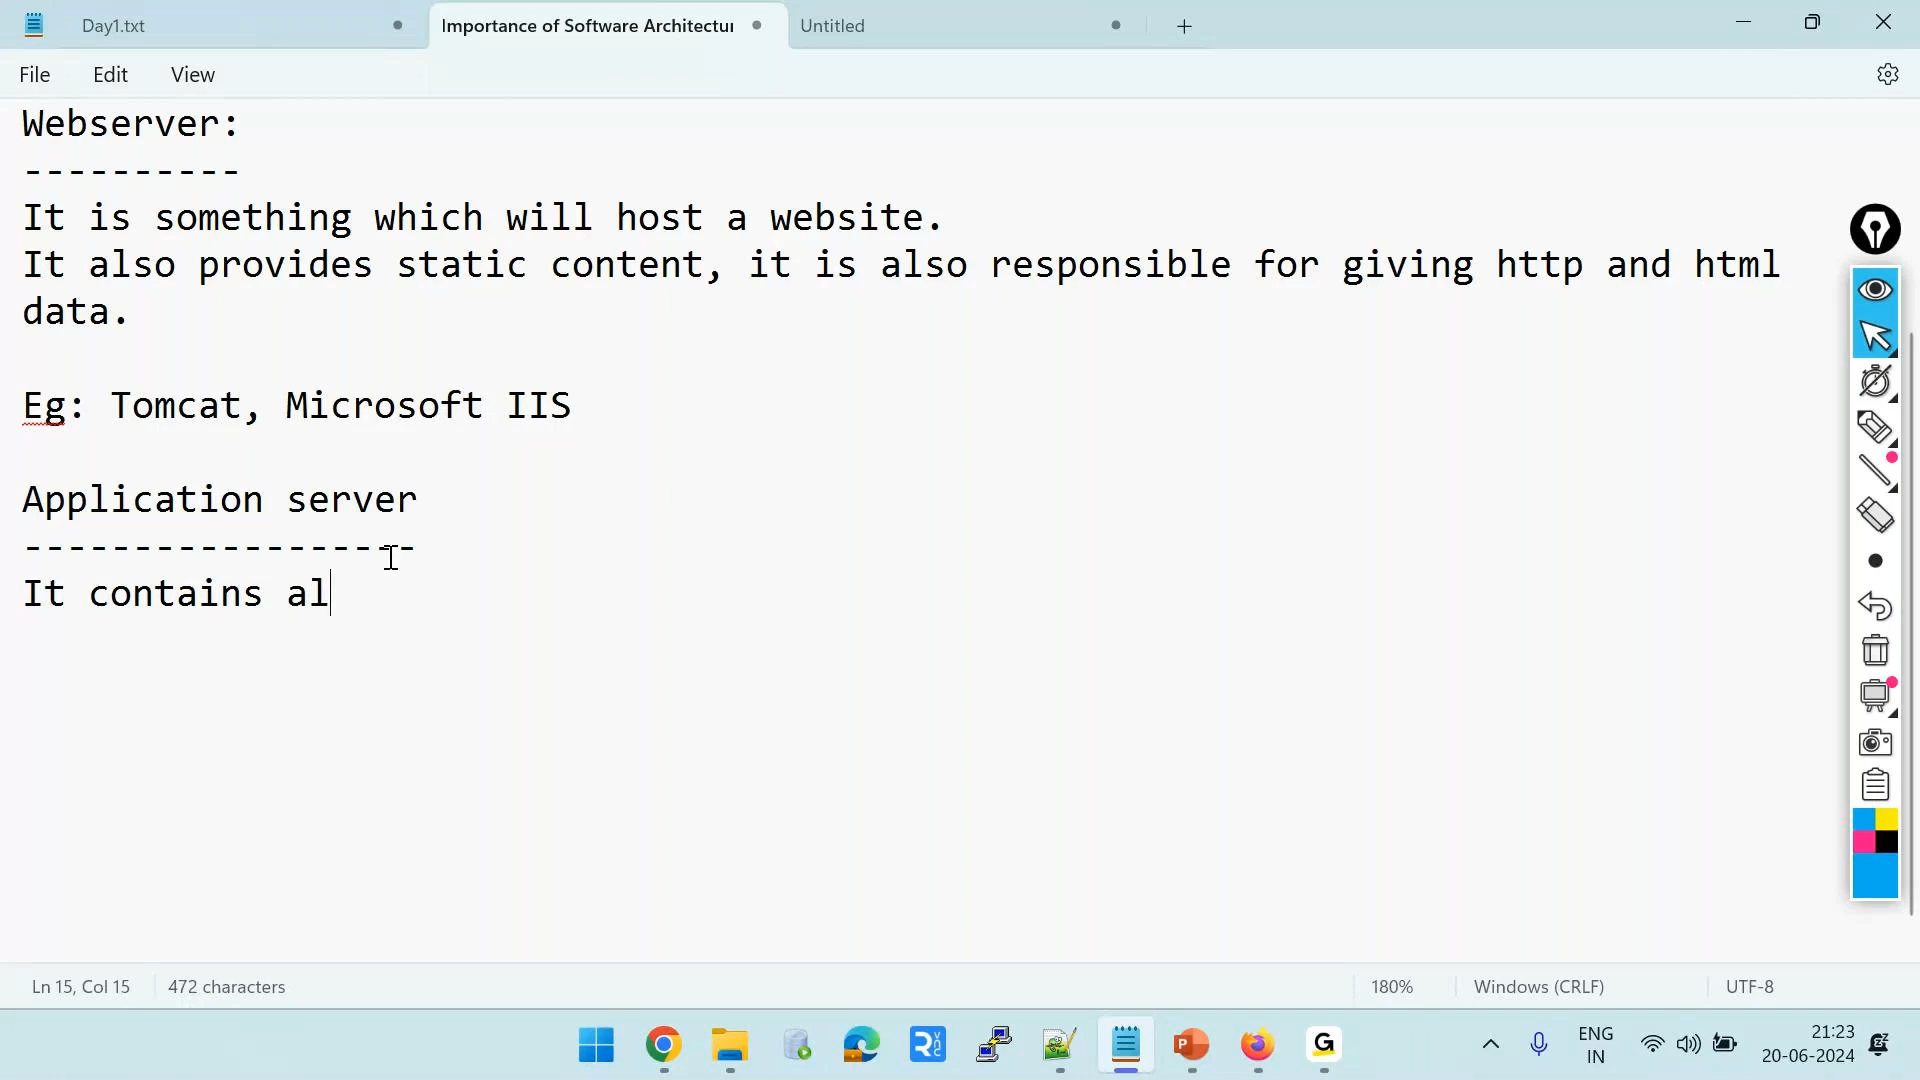 Day1.txt
Importance of Software Architectur
Untitled
File Edit View
Webserver:
----------
It is something which will host a website.
It also provides static content, it is also responsible for giving http and html
data.
Eg: Tomcat, Microsoft IIS
Application server
------------------
It contains al
Ln 15, Col 15
472 characters
180%
Windows (CRLF)
UTF-8
ENG
IN
21:23
20-06-2024